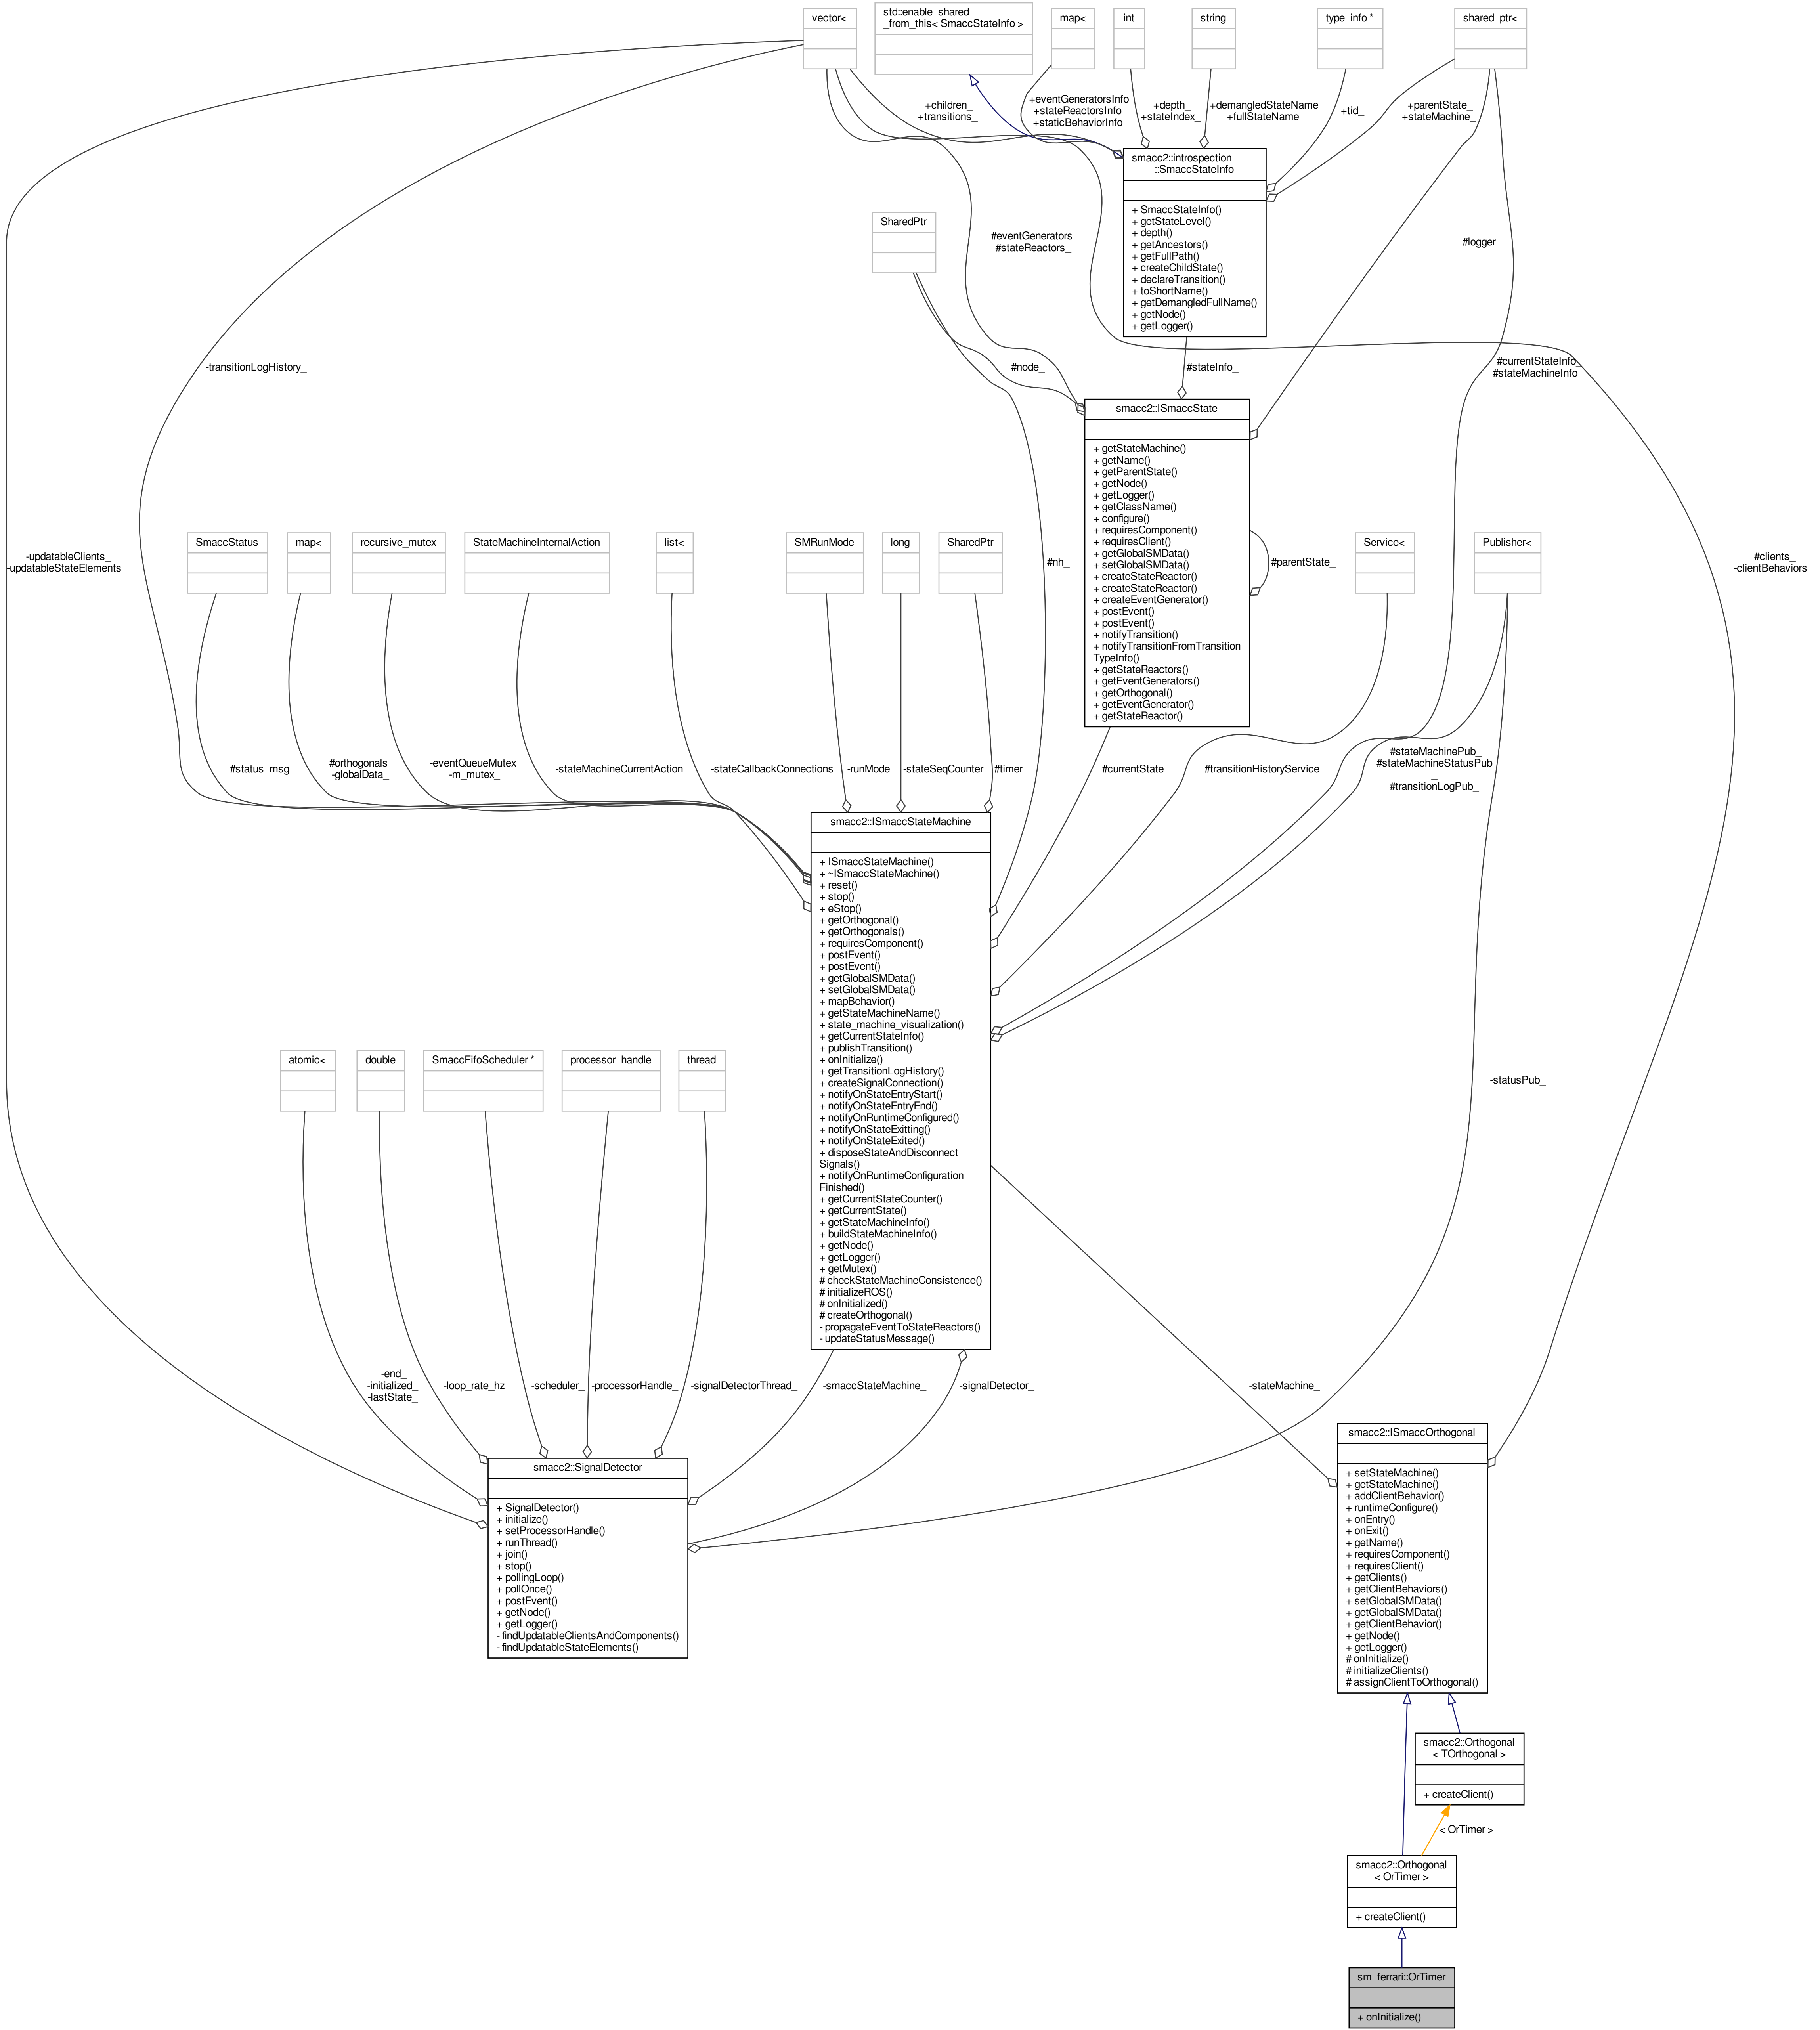 vector<
std::enable_shared
_from_this< SmaccStateInfo >
map<
int
string
type_info *
shared_ptr<
+children_
+transitions_
+eventGeneratorsInfo
+stateReactorsInfo
+staticBehaviorInfo
+depth_
+stateIndex_
+demangledStateName
+fullStateName
+tid_
+parentState_
+stateMachine_
smacc2::introspection
::SmaccStateInfo
+ SmaccStateInfo()
+ getStateLevel()
+ depth()
+ getAncestors()
+ getFullPath()
+ createChildState()
+ declareTransition()
+ toShortName()
+ getDemangledFullName()
+ getNode()
+ getLogger()
SharedPtr
#eventGenerators_
#stateReactors_
#logger_
-transitionLogHistory_
#node_
#stateInfo_
#currentStateInfo_
#stateMachineInfo_
smacc2::ISmaccState
+ getStateMachine()
+ getName()
+ getParentState()
+ getNode()
+ getLogger()
+ getClassName()
+ configure()
+ requiresComponent()
+ requiresClient()
+ getGlobalSMData()
+ setGlobalSMData()
+ createStateReactor()
+ createStateReactor()
+ createEventGenerator()
+ postEvent()
+ postEvent()
+ notifyTransition()
+ notifyTransitionFromTransition
TypeInfo()
+ getStateReactors()
+ getEventGenerators()
+ getOrthogonal()
+ getEventGenerator()
+ getStateReactor()
#parentState_
-updatableClients_
-updatableStateElements_
SmaccStatus
map<
recursive_mutex
StateMachineInternalAction
list<
SMRunMode
long
SharedPtr
#nh_
Service<
Publisher<
#clients_
-clientBehaviors_
#status_msg_
#orthogonals_
-globalData_
-eventQueueMutex_
-m_mutex_
-stateMachineCurrentAction
-stateCallbackConnections
-runMode_
-stateSeqCounter_
#timer_
#currentState_
#transitionHistoryService_
#stateMachinePub_
#stateMachineStatusPub
_
#transitionLogPub_
smacc2::ISmaccStateMachine
+ ISmaccStateMachine()
+ ~ISmaccStateMachine()
+ reset()
+ stop()
+ eStop()
+ getOrthogonal()
+ getOrthogonals()
+ requiresComponent()
+ postEvent()
+ postEvent()
+ getGlobalSMData()
+ setGlobalSMData()
+ mapBehavior()
+ getStateMachineName()
+ state_machine_visualization()
+ getCurrentStateInfo()
+ publishTransition()
+ onInitialize()
+ getTransitionLogHistory()
+ createSignalConnection()
+ notifyOnStateEntryStart()
+ notifyOnStateEntryEnd()
+ notifyOnRuntimeConfigured()
+ notifyOnStateExitting()
+ notifyOnStateExited()
+ disposeStateAndDisconnect
Signals()
+ notifyOnRuntimeConfiguration
Finished()
+ getCurrentStateCounter()
+ getCurrentState()
+ getStateMachineInfo()
+ buildStateMachineInfo()
+ getNode()
+ getLogger()
+ getMutex()
# checkStateMachineConsistence()
# initializeROS()
# onInitialized()
# createOrthogonal()
- propagateEventToStateReactors()
- updateStatusMessage()
atomic<
double
SmaccFifoScheduler *
processor_handle
thread
-statusPub_
-end_
-initialized_
-lastState_
-loop_rate_hz
-scheduler_
-processorHandle_
-signalDetectorThread_
-smaccStateMachine_
-signalDetector_
-stateMachine_
smacc2::SignalDetector
+ SignalDetector()
+ initialize()
+ setProcessorHandle()
+ runThread()
+ join()
+ stop()
+ pollingLoop()
+ pollOnce()
+ postEvent()
+ getNode()
+ getLogger()
- findUpdatableClientsAndComponents()
- findUpdatableStateElements()
smacc2::ISmaccOrthogonal
+ setStateMachine()
+ getStateMachine()
+ addClientBehavior()
+ runtimeConfigure()
+ onEntry()
+ onExit()
+ getName()
+ requiresComponent()
+ requiresClient()
+ getClients()
+ getClientBehaviors()
+ setGlobalSMData()
+ getGlobalSMData()
+ getClientBehavior()
+ getNode()
+ getLogger()
# onInitialize()
# initializeClients()
# assignClientToOrthogonal()
smacc2::Orthogonal
< TOrthogonal >
+ createClient()
< OrTimer >
smacc2::Orthogonal
< OrTimer >
+ createClient()
sm_ferrari::OrTimer
+ onInitialize()